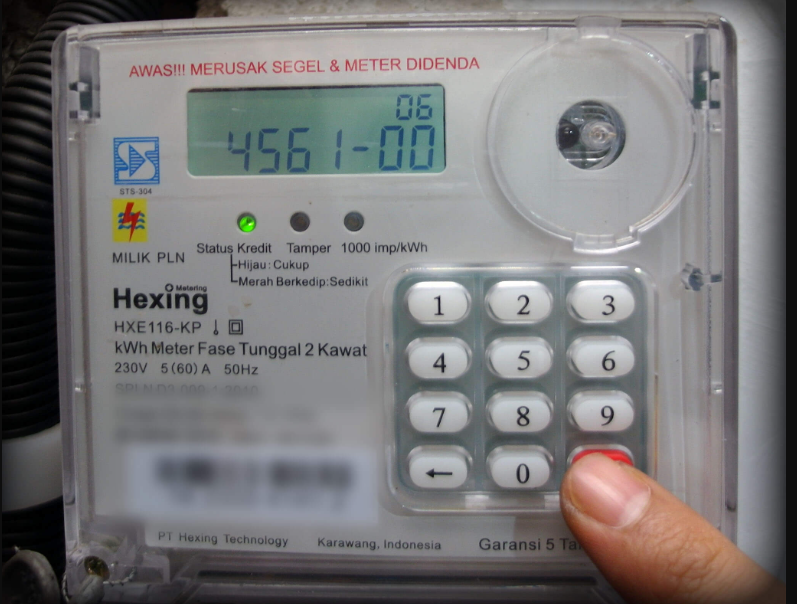 AWAS!!! MERUSAK SEGEL & METER DIDENDA
06
4561-00
STS-304
MILIK PLN
Status Kredit Tamper 1000 imp/kWh
Hijau: Cukup
Merah Berkedip: Sedikit
Hexing
Metering
HXE116-KP
kWh Meter Fase Tunggal 2 Kawat
230V 5(60)A 50Hz
1 2 3
4 5 6
7 8 9
← 0
PT Hexing Technology Karawang, Indonesia Garansi 5